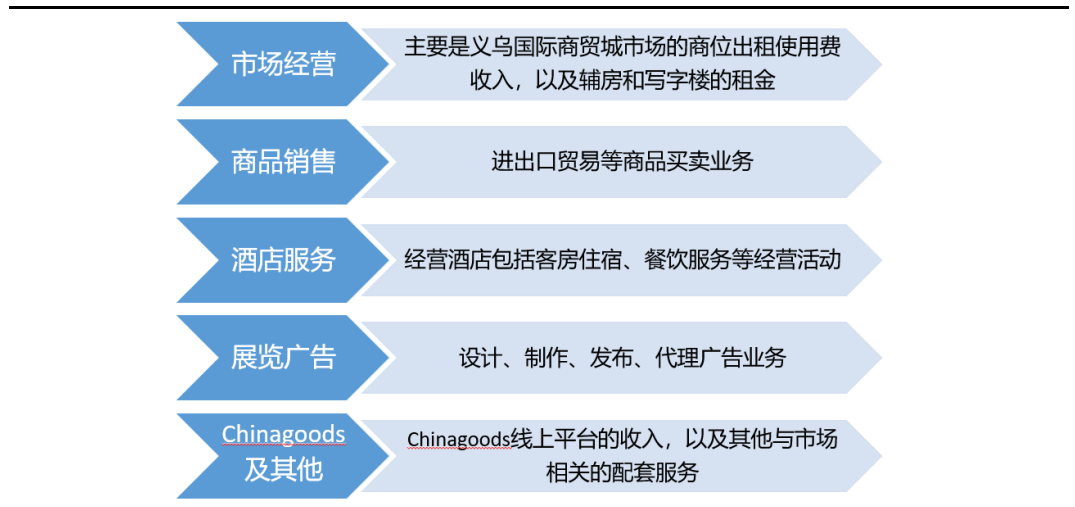 市场经营
主要是义乌国际商贸城市场的商位出租使用费
收入，以及辅房和写字楼的租金
商品销售
进出口贸易等商品买卖业务
酒店服务
经营酒店包括客房住宿、餐饮服务等经营活动
展览广告
设计、制作、发布、代理广告业务
Chinagoods
及其他
Chinagoods线上平台的收入，以及其他与市场
相关的配套服务